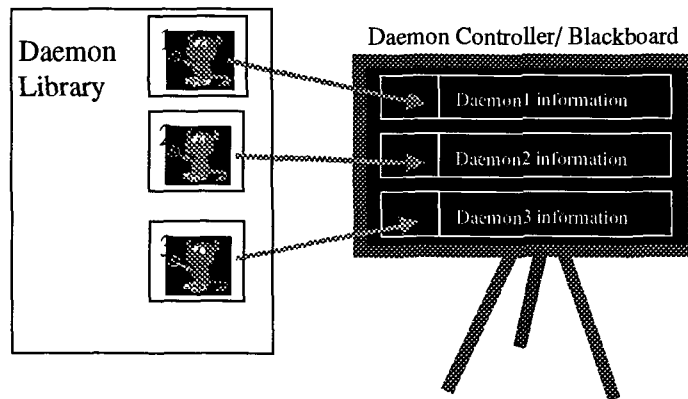 Daemon
Library
1
2
3
Daemon Controller/ Blackboard
Daemon1 information
Daemon2 information
Daemon3 information